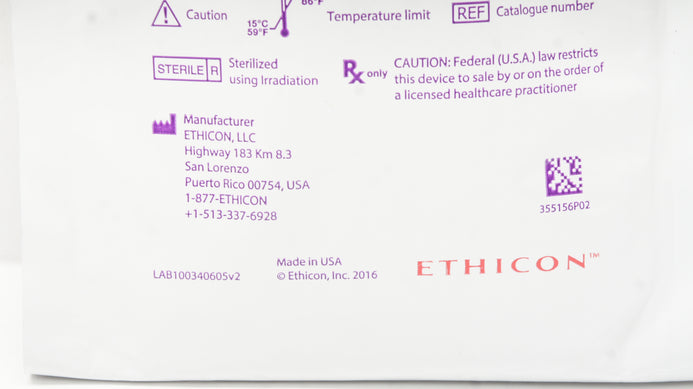 86°F
Caution
15°C
59°F
Temperature limit
REF Catalogue number
STERILE R
Sterilized
using Irradiation
Rx only
CAUTION: Federal (U.S.A.) law restricts
this device to sale by or on the order of
a licensed healthcare practitioner
Manufacturer
ETHICON, LLC
Highway 183 Km 8.3
San Lorenzo
Puerto Rico 00754, USA
1-877-ETHICON
+1-513-337-6928
355156P02
LAB100340605v2
Made in USA
© Ethicon, Inc. 2016
ETHICON™